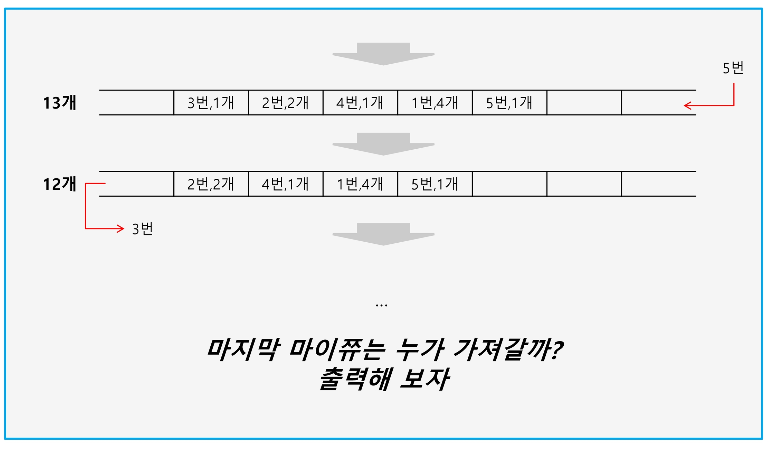 5번
13개 3번,1개 2번,2개 4번,1개 1번,4개 5번,1개
12개 2번,2개 4번,1개 1번,4개 5번,1개
3번
...
마지막 마이쮸는 누가 가져갈까?
출력해 보자